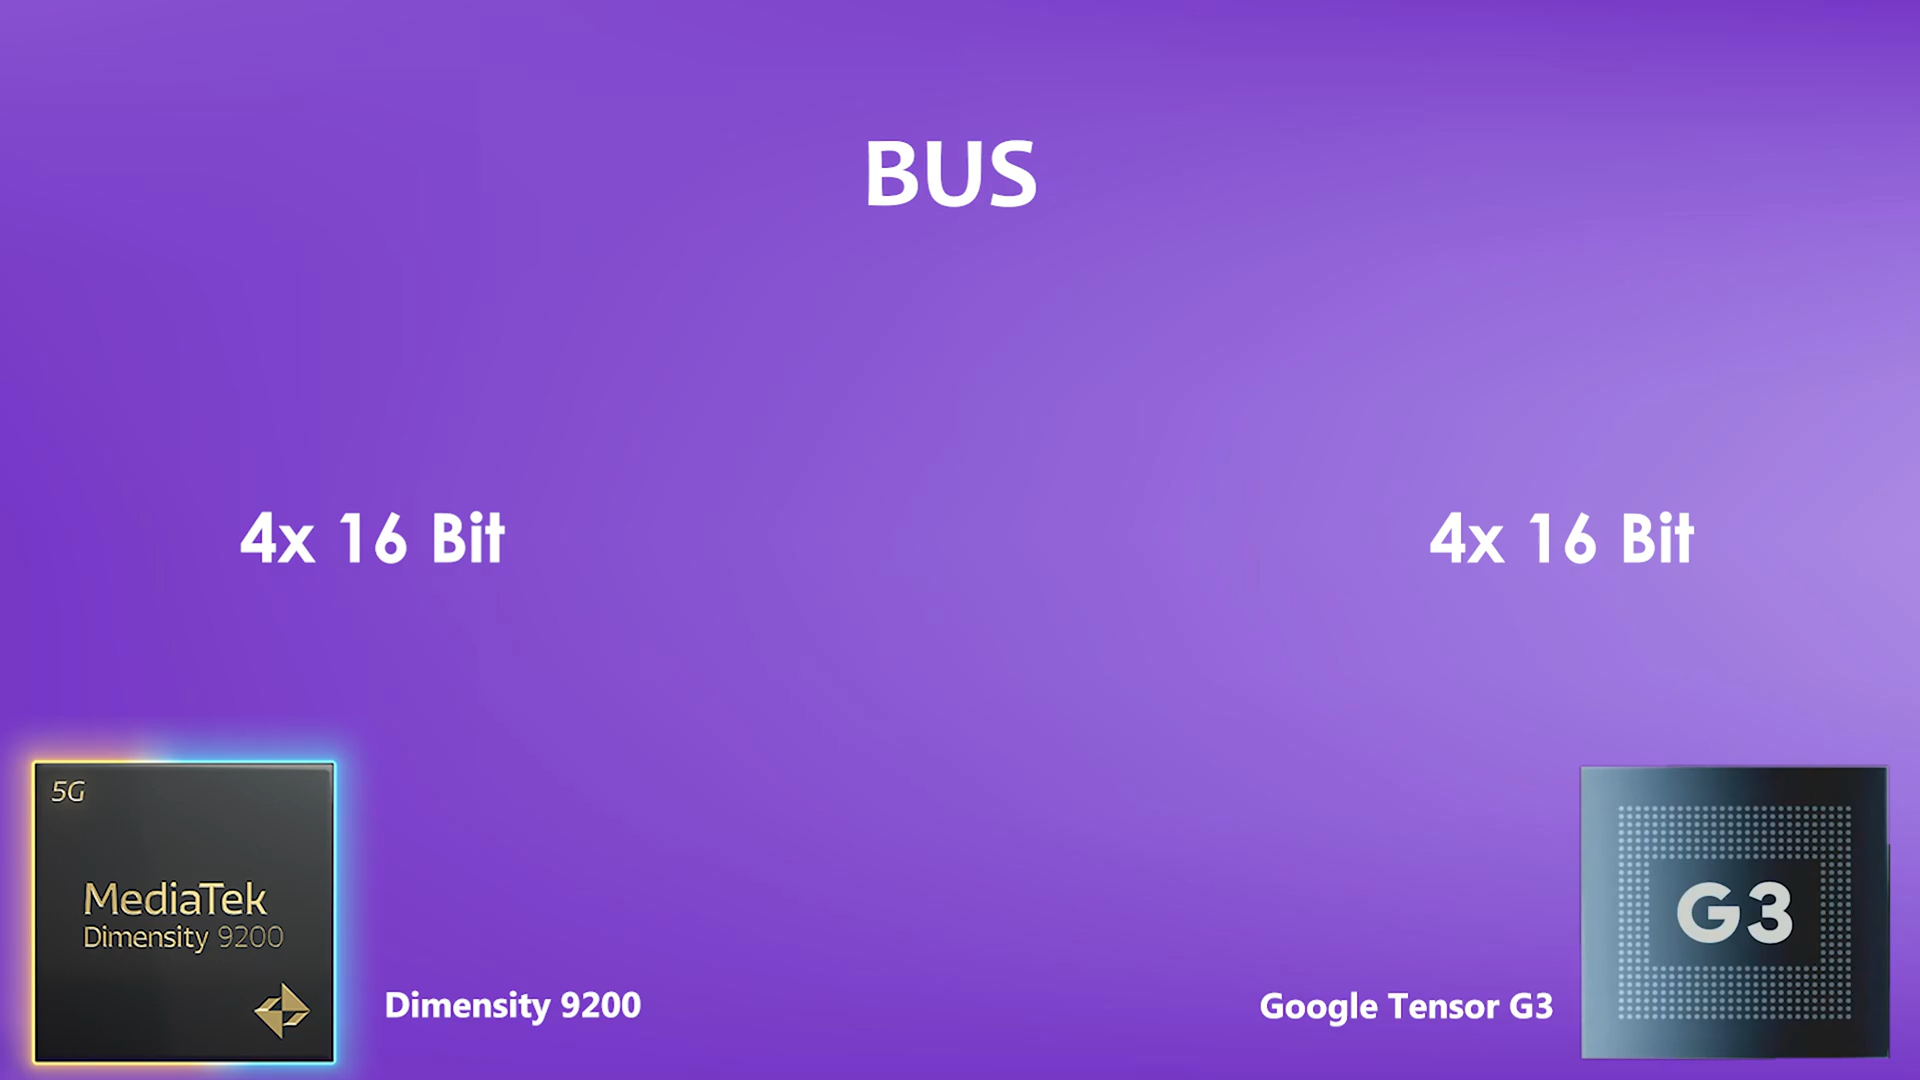 BUS
4x 16 Bit
4x 16 Bit
5G
MediaTek
Dimensity 9200
Dimensity 9200
Google Tensor G3
G3